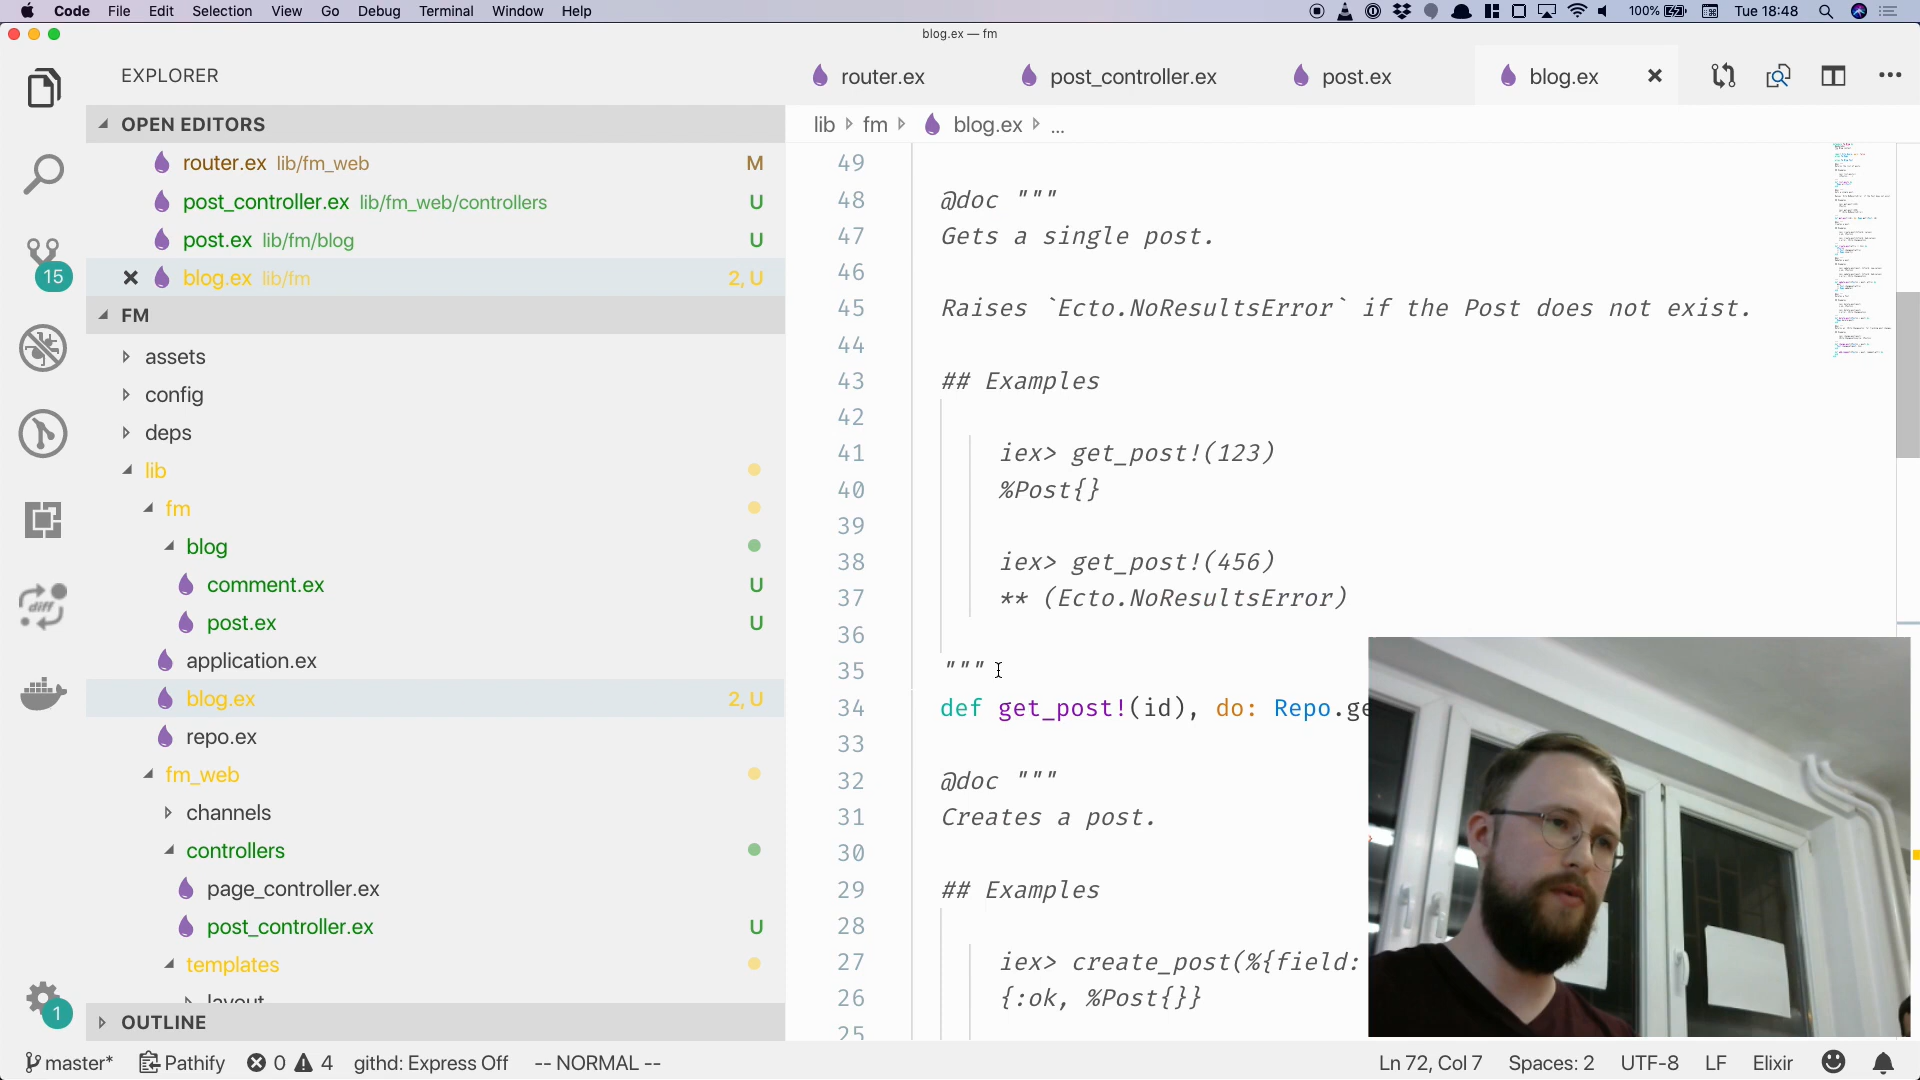 Code File Edit Selection View Go Debug Terminal Window Help
100% Tue 18:48
blog.ex — fm
EXPLORER
OPEN EDITORS
router.ex lib/fm_web M
post_controller.ex lib/fm_web/controllers U
post.ex lib/fm/blog U
blog.ex lib/fm 2, U
FM
assets
config
deps
lib
fm
blog
comment.ex U
post.ex U
application.ex
blog.ex 2, U
repo.ex
fm_web
channels
controllers
page_controller.ex
post_controller.ex U
templates
layout
OUTLINE
15
diff
1
router.ex post_controller.ex post.ex blog.ex
lib fm blog.ex ...
49
48 @doc """
47 Gets a single post.
46
45 Raises `Ecto.NoResultsError` if the Post does not exist.
44
43 ## Examples
42
41 iex> get_post!(123)
40 %Post{}
39
38 iex> get_post!(456)
37 ** (Ecto.NoResultsError)
36
35 """
34 def get_post!(id), do: Repo.ge
33
32 @doc """
31 Creates a post.
30
29 ## Examples
28
27 iex> create_post(%{field:
26 {:ok, %Post{}}
25
master* Pathify 0 4 githd: Express Off -- NORMAL --
Ln 72, Col 7 Spaces: 2 UTF-8 LF Elixir